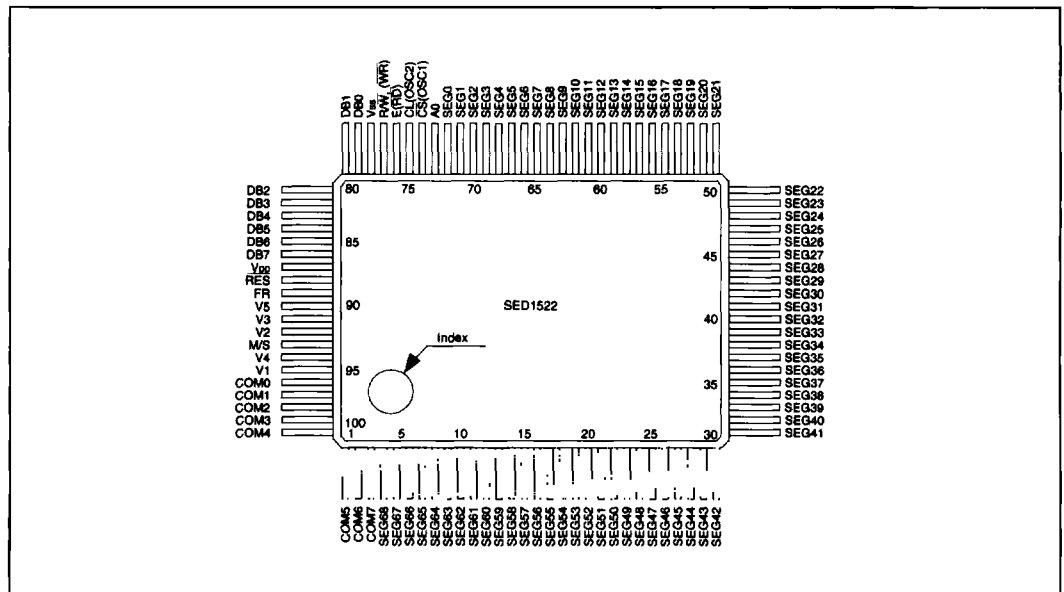 DB1
DB0
Vss
R/W (WR)
E(RD)
CL(OSC2)
CS(OSC1)
A0
SEG0
SEG1
SEG2
SEG3
SEG4
SEG5
SEG6
SEG7
SEG8
SEG9
SEG10
SEG11
SEG12
SEG13
SEG14
SEG15
SEG16
SEG17
SEG18
SEG19
SEG20
SEG21
80 75 70 65 60 55 50
DB2
DB3
DB4
DB5
DB6
DB7
VDD
RES
FR
V5
V3
V2
M/S
V4
V1
COM0
COM1
COM2
COM3
COM4
85
90
95
100
SED1522
Index
45
40
35
SEG22
SEG23
SEG24
SEG25
SEG26
SEG27
SEG28
SEG29
SEG30
SEG31
SEG32
SEG33
SEG34
SEG35
SEG36
SEG37
SEG38
SEG39
SEG40
SEG41
1 5 10 15 20 25 30
COM5
COM6
COM7
SEG68
SEG67
SEG66
SEG65
SEG64
SEG63
SEG62
SEG61
SEG60
SEG59
SEG58
SEG57
SEG56
SEG55
SEG54
SEG53
SEG52
SEG51
SEG50
SEG49
SEG48
SEG47
SEG46
SEG45
SEG44
SEG43
SEG42